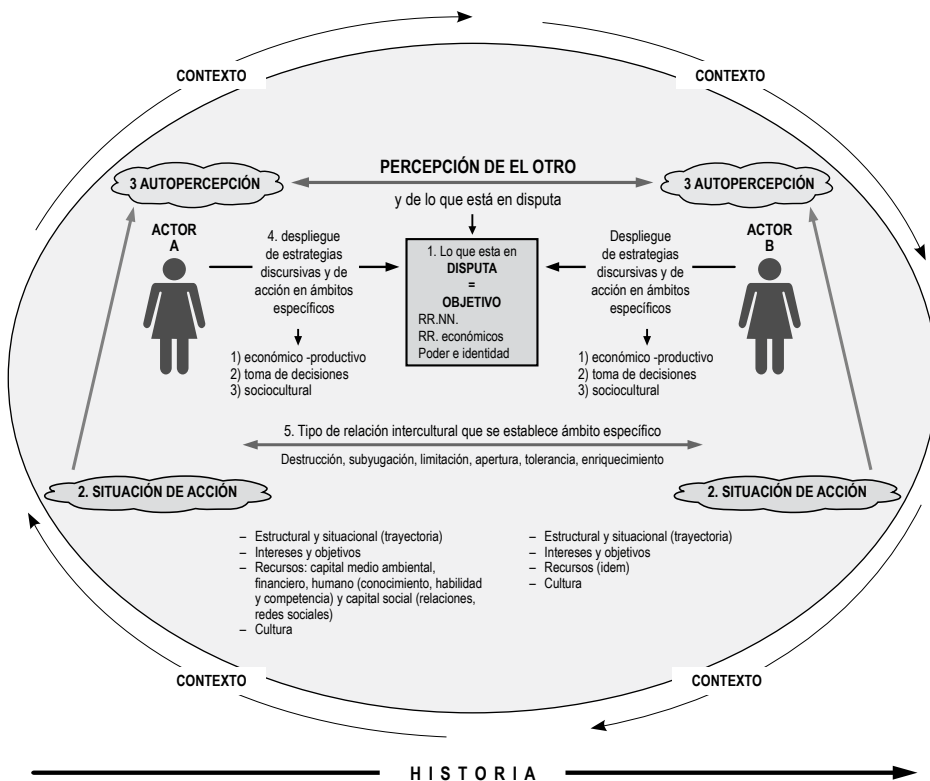 CONTEXTO
CONTEXTO
PERCEPCIÓN DE EL OTRO
3 AUTOPERCEPCIÓN
3 AUTOPERCEPCIÓN
y de lo que está en disputa
ACTOR
A
4. despliegue
de estrategias
discursivas y de
acción en ámbitos
específicos
1. Lo que esta en
DISPUTA
=
OBJETIVO
RR.NN.
RR. económicos
Poder e identidad
Despliegue
de estrategias
discursivas y de
acción en ámbitos
específicos
ACTOR
B
1) económico -productivo
2) toma de decisiones
3) sociocultural
1) económico -productivo
2) toma de decisiones
3) sociocultural
5. Tipo de relación intercultural que se establece ámbito específico
Destrucción, subyugación, limitación, apertura, tolerancia, enriquecimiento
2. SITUACIÓN DE ACCIÓN
2. SITUACIÓN DE ACCIÓN
– Estructural y situacional (trayectoria)
– Intereses y objetivos
– Recursos: capital medio ambiental,
financiero, humano (conocimiento, habilidad
y competencia) y capital social (relaciones,
redes sociales)
– Cultura
– Estructural y situacional (trayectoria)
– Intereses y objetivos
– Recursos (idem)
– Cultura
CONTEXTO
CONTEXTO
HISTORIA